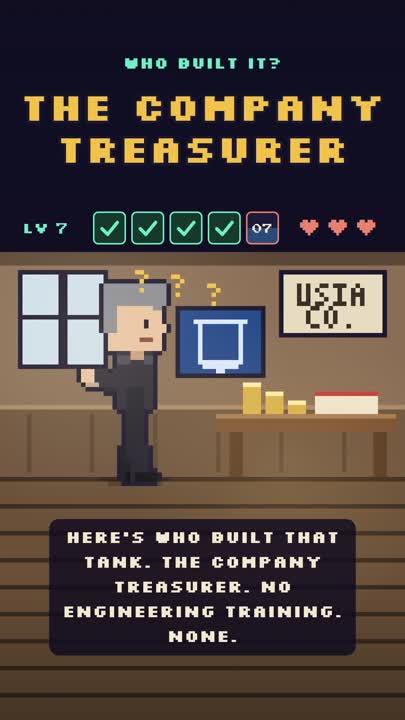 WHO BUILT IT?
THE COMPANY
TREASURER
LV 7
07
? ? ?
USIA
CO.
HERE'S WHO BUILT THAT
TANK. THE COMPANY
TREASURER. NO
ENGINEERING TRAINING.
NONE.